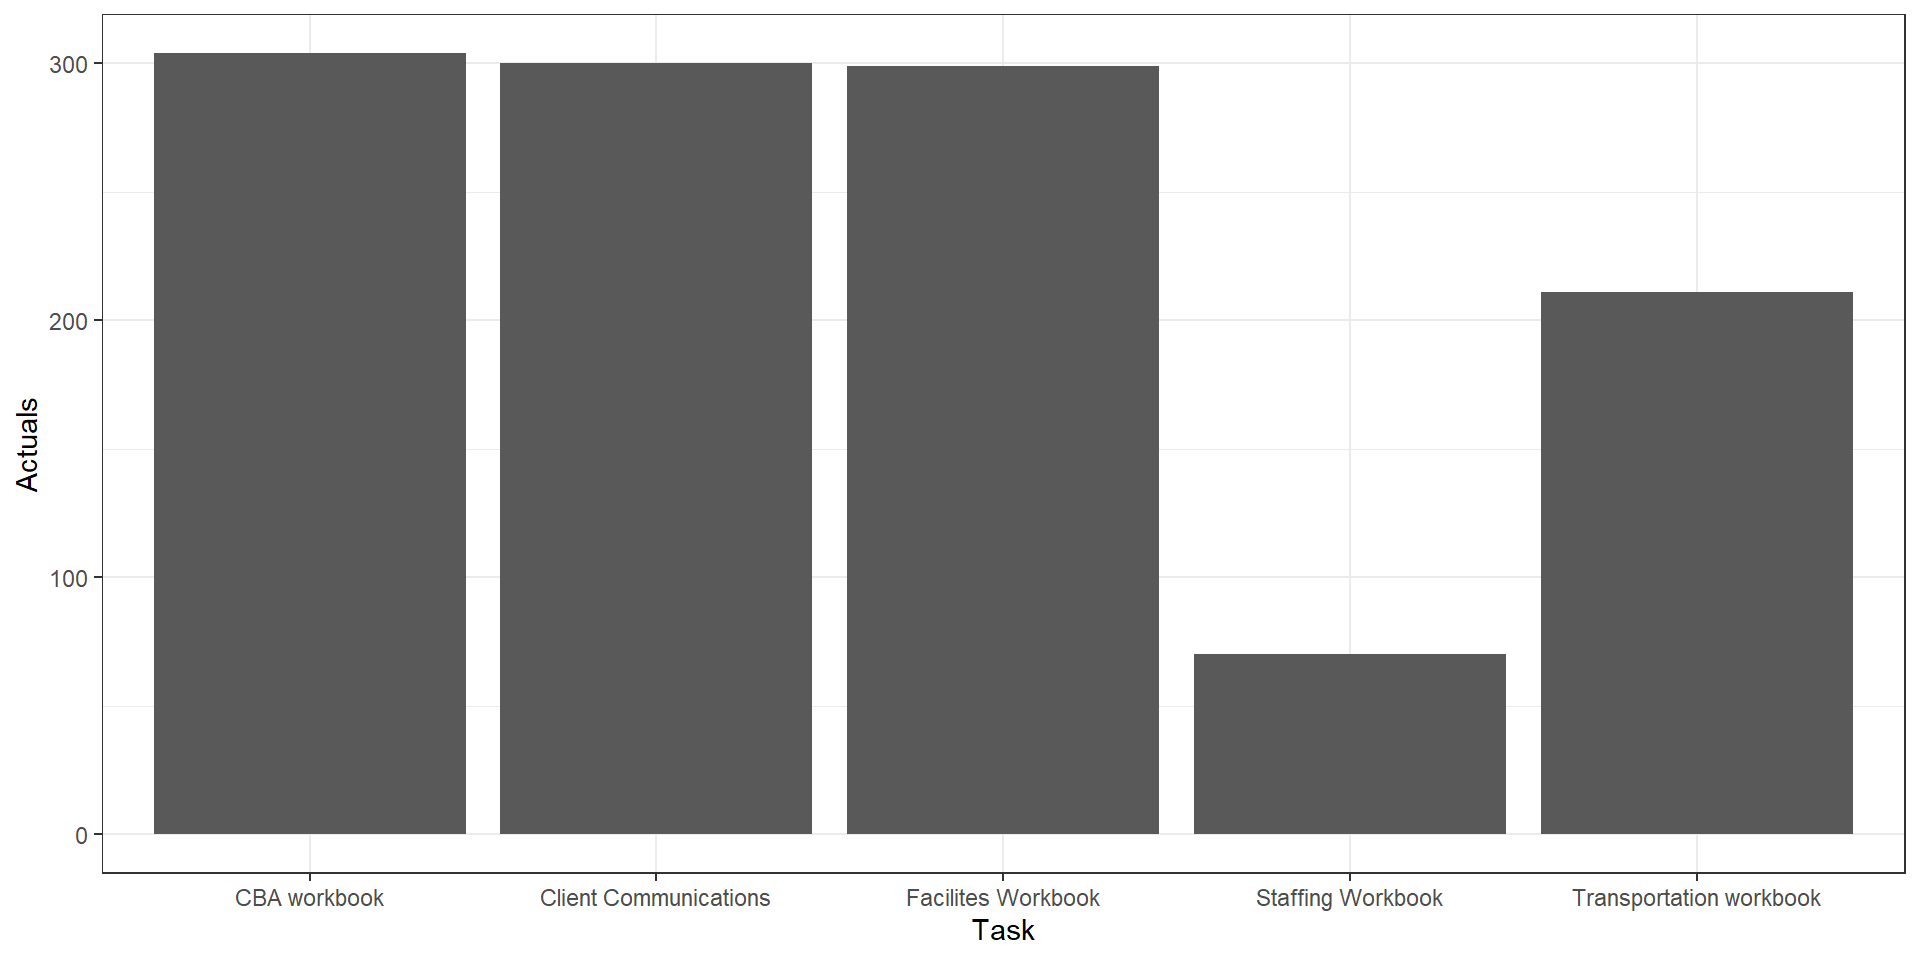 300
200
100
0
Actuals
CBA workbook
Client Communications
Facilites Workbook
Staffing Workbook
Transportation workbook
Task